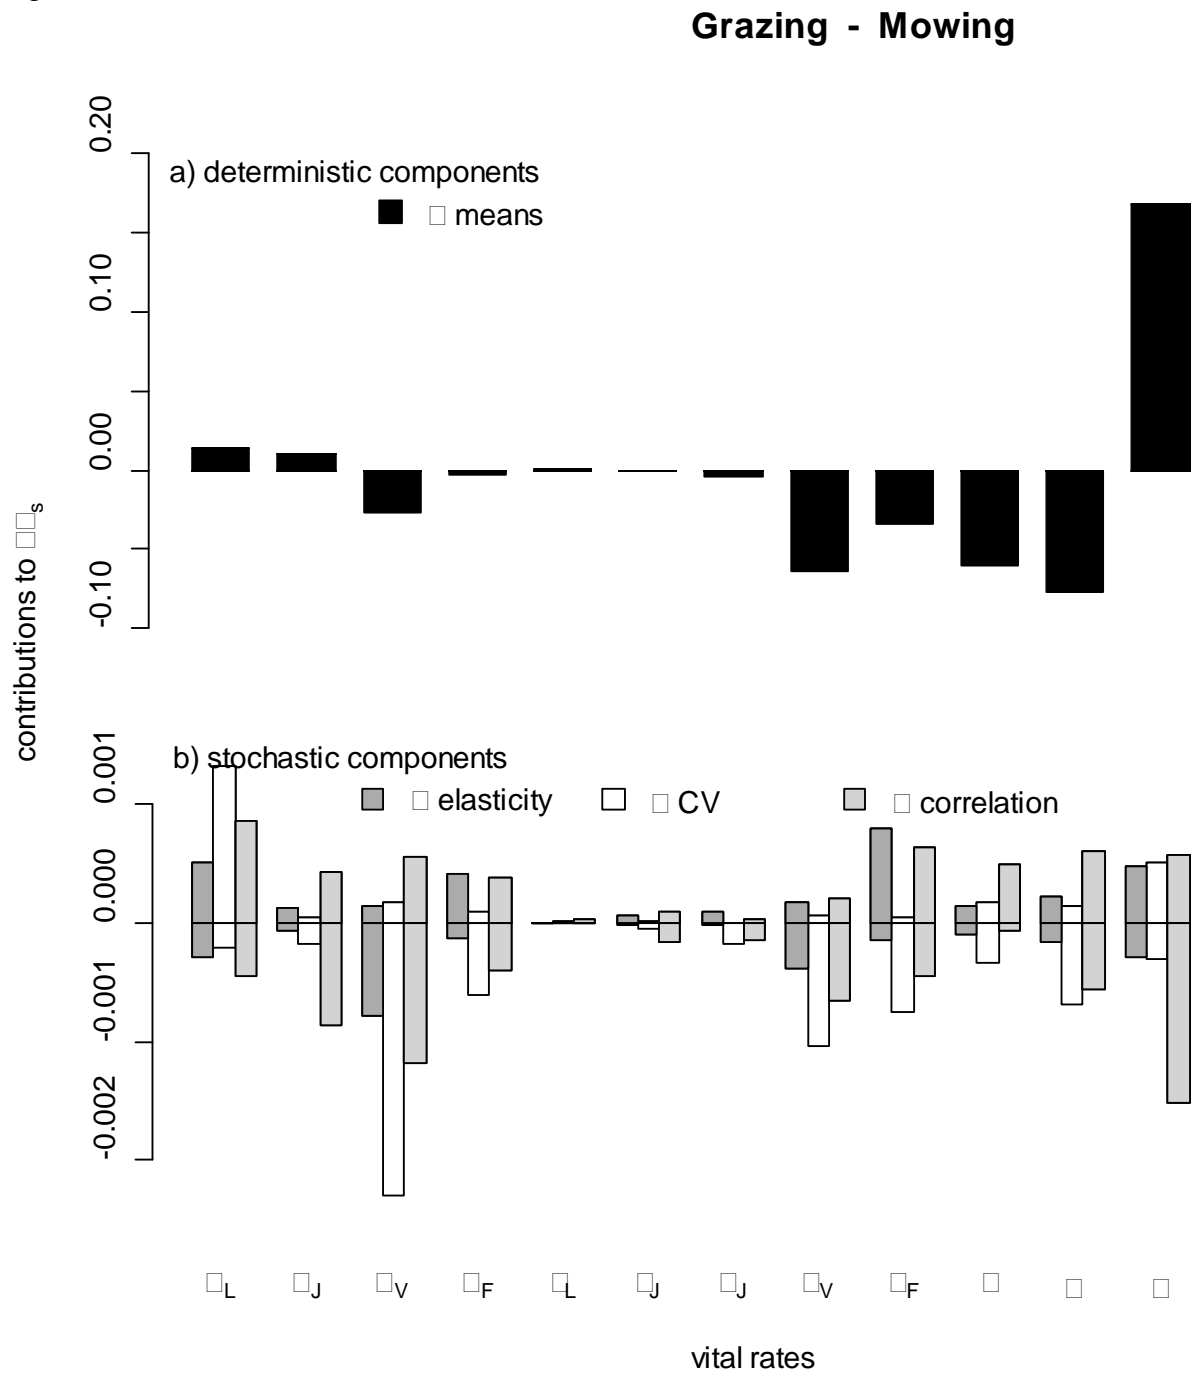 Grazing - Mowing
0.20
a) deterministic components
□ means
0.10
0.00
-0.10
contributions to □□s
b) stochastic components
□ elasticity □ CV □ correlation
0.001
0.000
-0.001
-0.002
□L □J □V □F □L □J □J □V □F □ □ □
vital rates